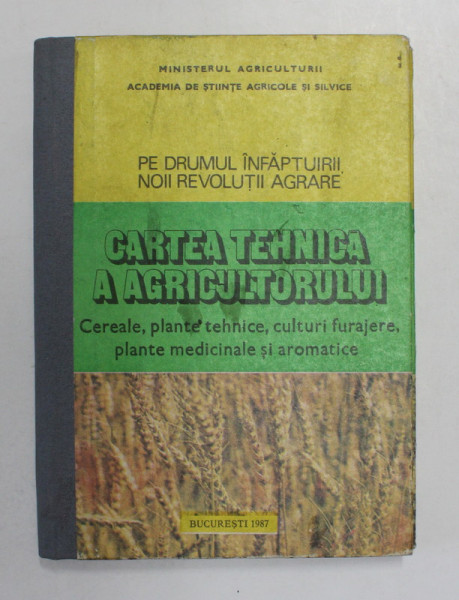 MINISTERUL AGRICULTURII
ACADEMIA DE ȘTIINȚE AGRICOLE ȘI SILVICE
PE DRUMUL ÎNFĂPTUIRII
NOII REVOLUȚII AGRARE
CARTEA TEHNICA
A AGRICULTORULUI
Cereale, plante tehnice, culturi furajere,
plante medicinale și aromatice
BUCUREȘTI 1987